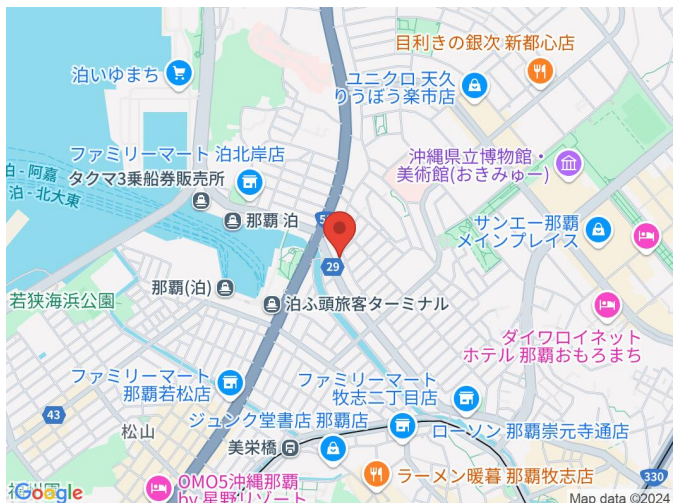 目利きの銀次 新都心店
泊いゆまち
ユニクロ 天久
りうぼう楽市店
ファミリーマート 泊北岸店
沖縄県立博物館・
美術館(おきみゅー)
タクマ3乗船券販売所
泊 - 阿嘉
泊 - 北大東
那覇 泊
サンエー那覇
メインプレイス
29
那覇(泊)
若狭海浜公園
泊ふ頭旅客ターミナル
ダイワロイネット
ホテル 那覇おもろまち
ファミリーマート
那覇若松店
ファミリーマート
牧志二丁目店
43
ジュンク堂書店 那覇店
ローソン 那覇崇元寺通店
松山
美栄橋
330
OMO5沖縄那覇
by 星野リゾート
ラーメン暖暮 那覇牧志店
Google
Map data ©2024